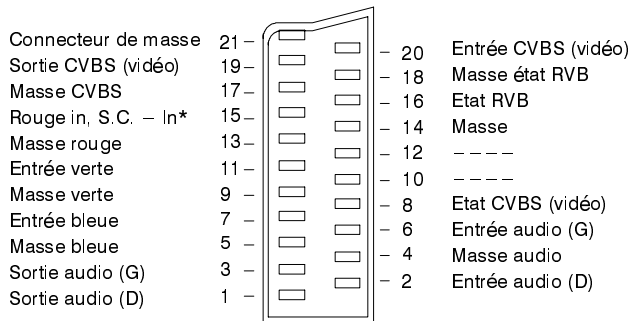 Connecteur de masse 21 –
Sortie CVBS (vidéo) 19 –
Masse CVBS 17 –
Rouge in, S.C. – In* 15 –
Masse rouge 13 –
Entrée verte 11 –
Masse verte 9 –
Entrée bleue 7 –
Masse bleue 5 –
Sortie audio (G) 3 –
Sortie audio (D) 1 –
– 20 Entrée CVBS (vidéo)
– 18 Masse état RVB
– 16 Etat RVB
– 14 Masse
– 12 – – – –
– 10 – – – –
– 8 Etat CVBS (vidéo)
– 6 Entrée audio (G)
– 4 Masse audio
– 2 Entrée audio (D)